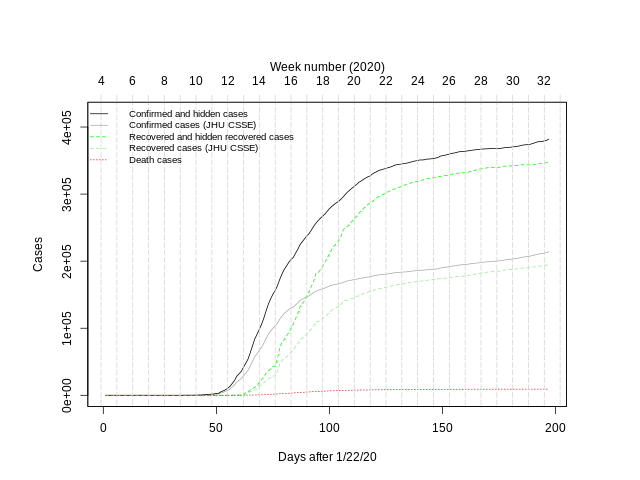 Week number (2020)
4 6 8 10 12 13 14 16 18 20 22 24 26 28 30 32
Confirmed and hidden cases
Confirmed cases (JHU CSSE)
Recovered and hidden recovered cases
Recovered cases (JHU CSSE)
Death cases
Cases
4e+05
3e+05
2e+05
1e+05
0e+00
0 50 100 150 200
Days after 1/22/20